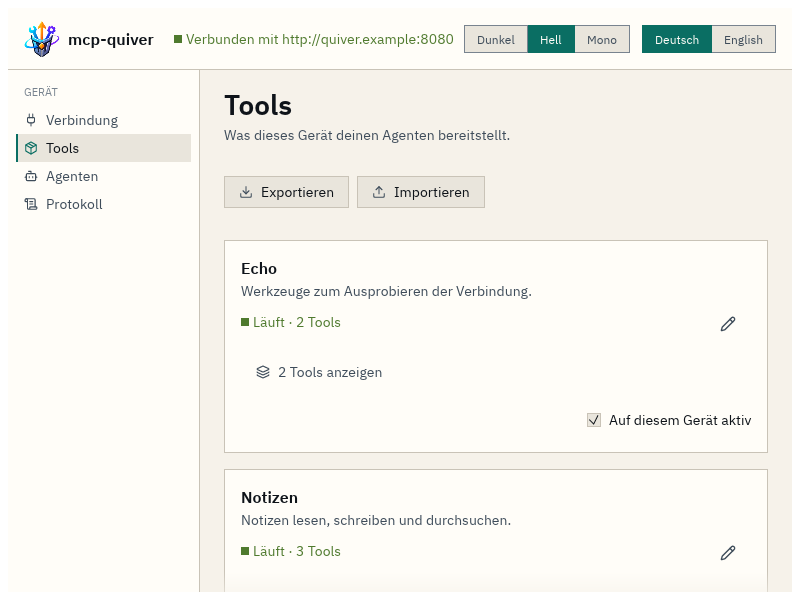 mcp-quiver
Verbunden mit http://quiver.example:8080
Dunkel Hell Mono
Deutsch English
GERÄT
Verbindung
Tools
Agenten
Protokoll
Tools
Was dieses Gerät deinen Agenten bereitstellt.
Exportieren Importieren
Echo
Werkzeuge zum Ausprobieren der Verbindung.
Läuft · 2 Tools
2 Tools anzeigen
Auf diesem Gerät aktiv
Notizen
Notizen lesen, schreiben und durchsuchen.
Läuft · 3 Tools